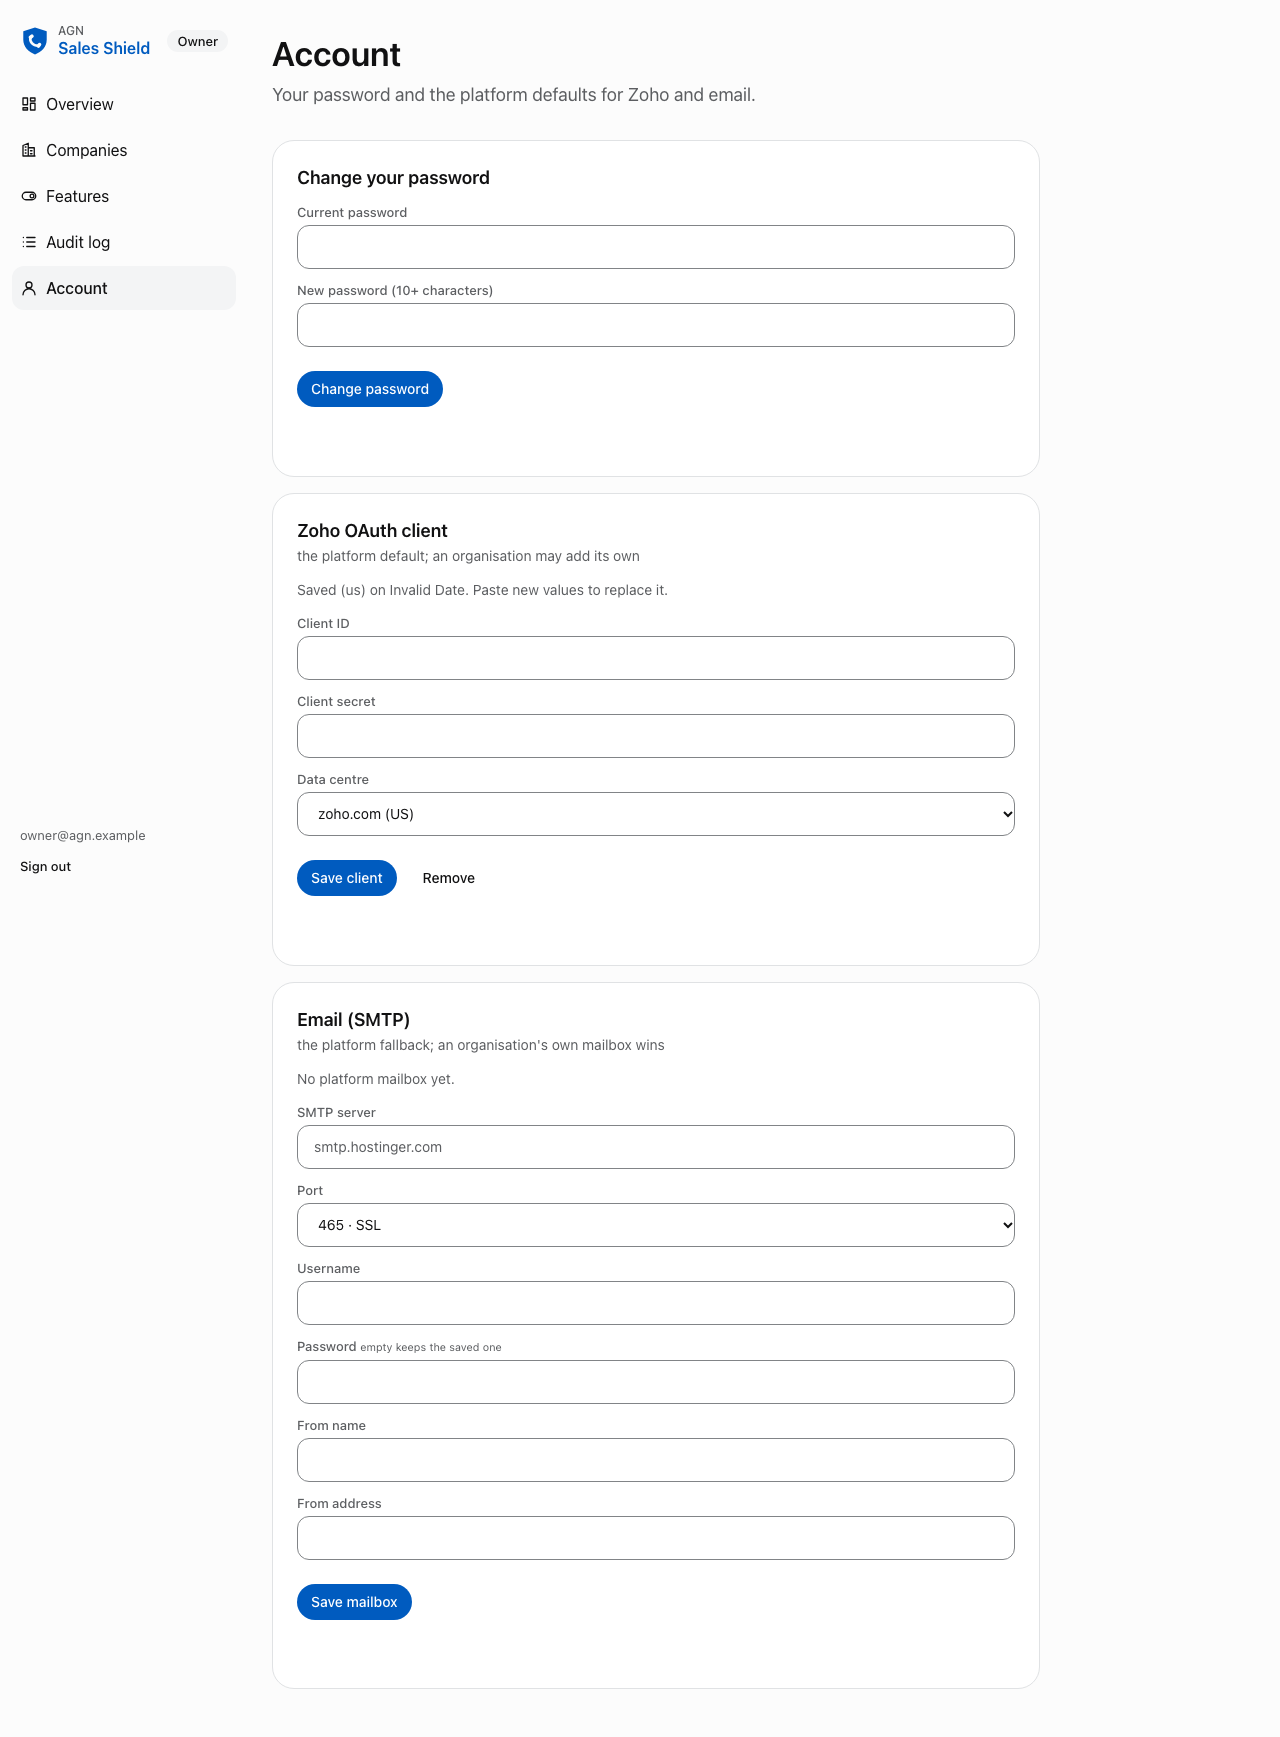 AGN
Sales Shield
Owner
Overview
Companies
Features
Audit log
Account
owner@agn.example
Sign out
Account
Your password and the platform defaults for Zoho and email.
Change your password
Current password
New password (10+ characters)
Change password
Zoho OAuth client
the platform default; an organisation may add its own
Saved (us) on Invalid Date. Paste new values to replace it.
Client ID
Client secret
Data centre
zoho.com (US)
Save client
Remove
Email (SMTP)
the platform fallback; an organisation's own mailbox wins
No platform mailbox yet.
SMTP server
smtp.hostinger.com
Port
465 · SSL
Username
Password empty keeps the saved one
From name
From address
Save mailbox